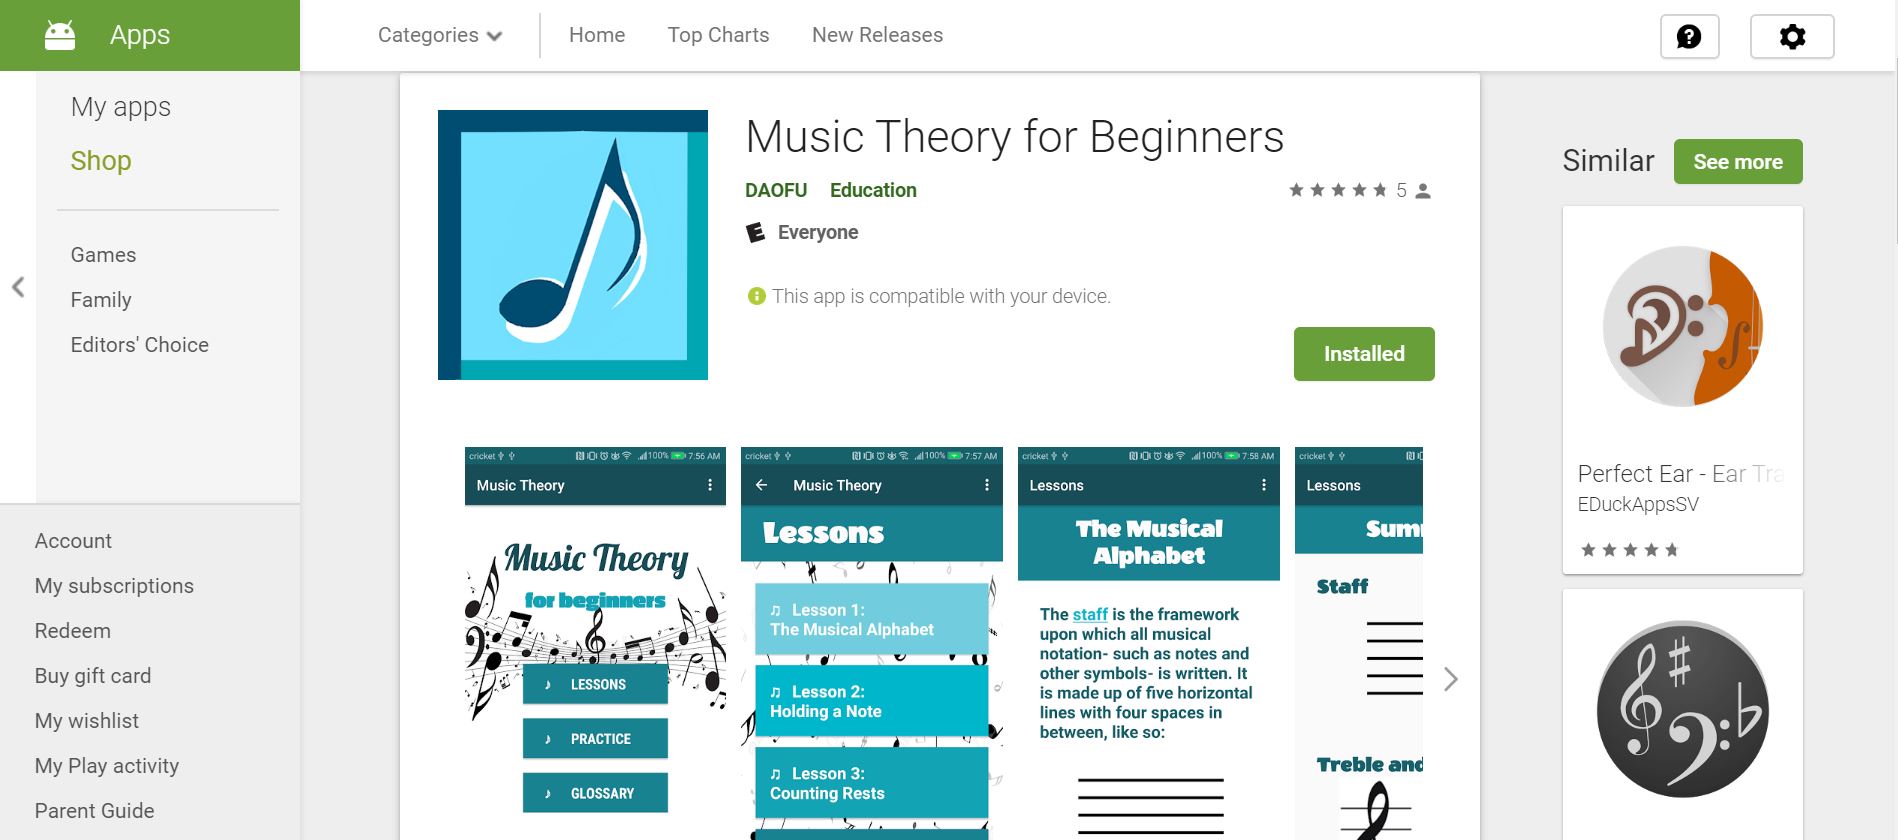 Apps
Categories
Home
Top Charts
New Releases
My apps
Shop
Games
Family
Editors' Choice
Account
My subscriptions
Redeem
Buy gift card
My wishlist
My Play activity
Parent Guide
Music Theory for Beginners
DAOFU Education
5
E Everyone
This app is compatible with your device.
Installed
cricket 100% 7:56 AM
Music Theory
Music Theory
for beginners
LESSONS
PRACTICE
GLOSSARY
cricket 100% 7:57 AM
Music Theory
Lessons
Lesson 1:
The Musical Alphabet
Lesson 2:
Holding a Note
Lesson 3:
Counting Rests
cricket 100% 7:58 AM
Lessons
The Musical
Alphabet
The staff is the framework
upon which all musical
notation- such as notes and
other symbols- is written. It
is made up of five horizontal
lines with four spaces in
between, like so:
cricket
Lessons
Sum
Staff
Treble and
Similar
See more
Perfect Ear - Ear Tra
EDuckAppsSV